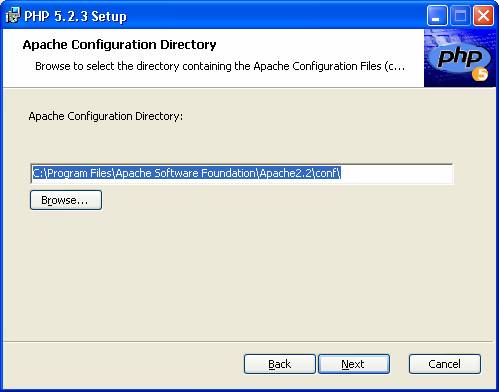 PHP 5.2.3 Setup
Apache Configuration Directory
Browse to select the directory containing the Apache Configuration Files (c...
php
5
Apache Configuration Directory:
C:\Program Files\Apache Software Foundation\Apache2.2\conf\
Browse...
Back Next Cancel